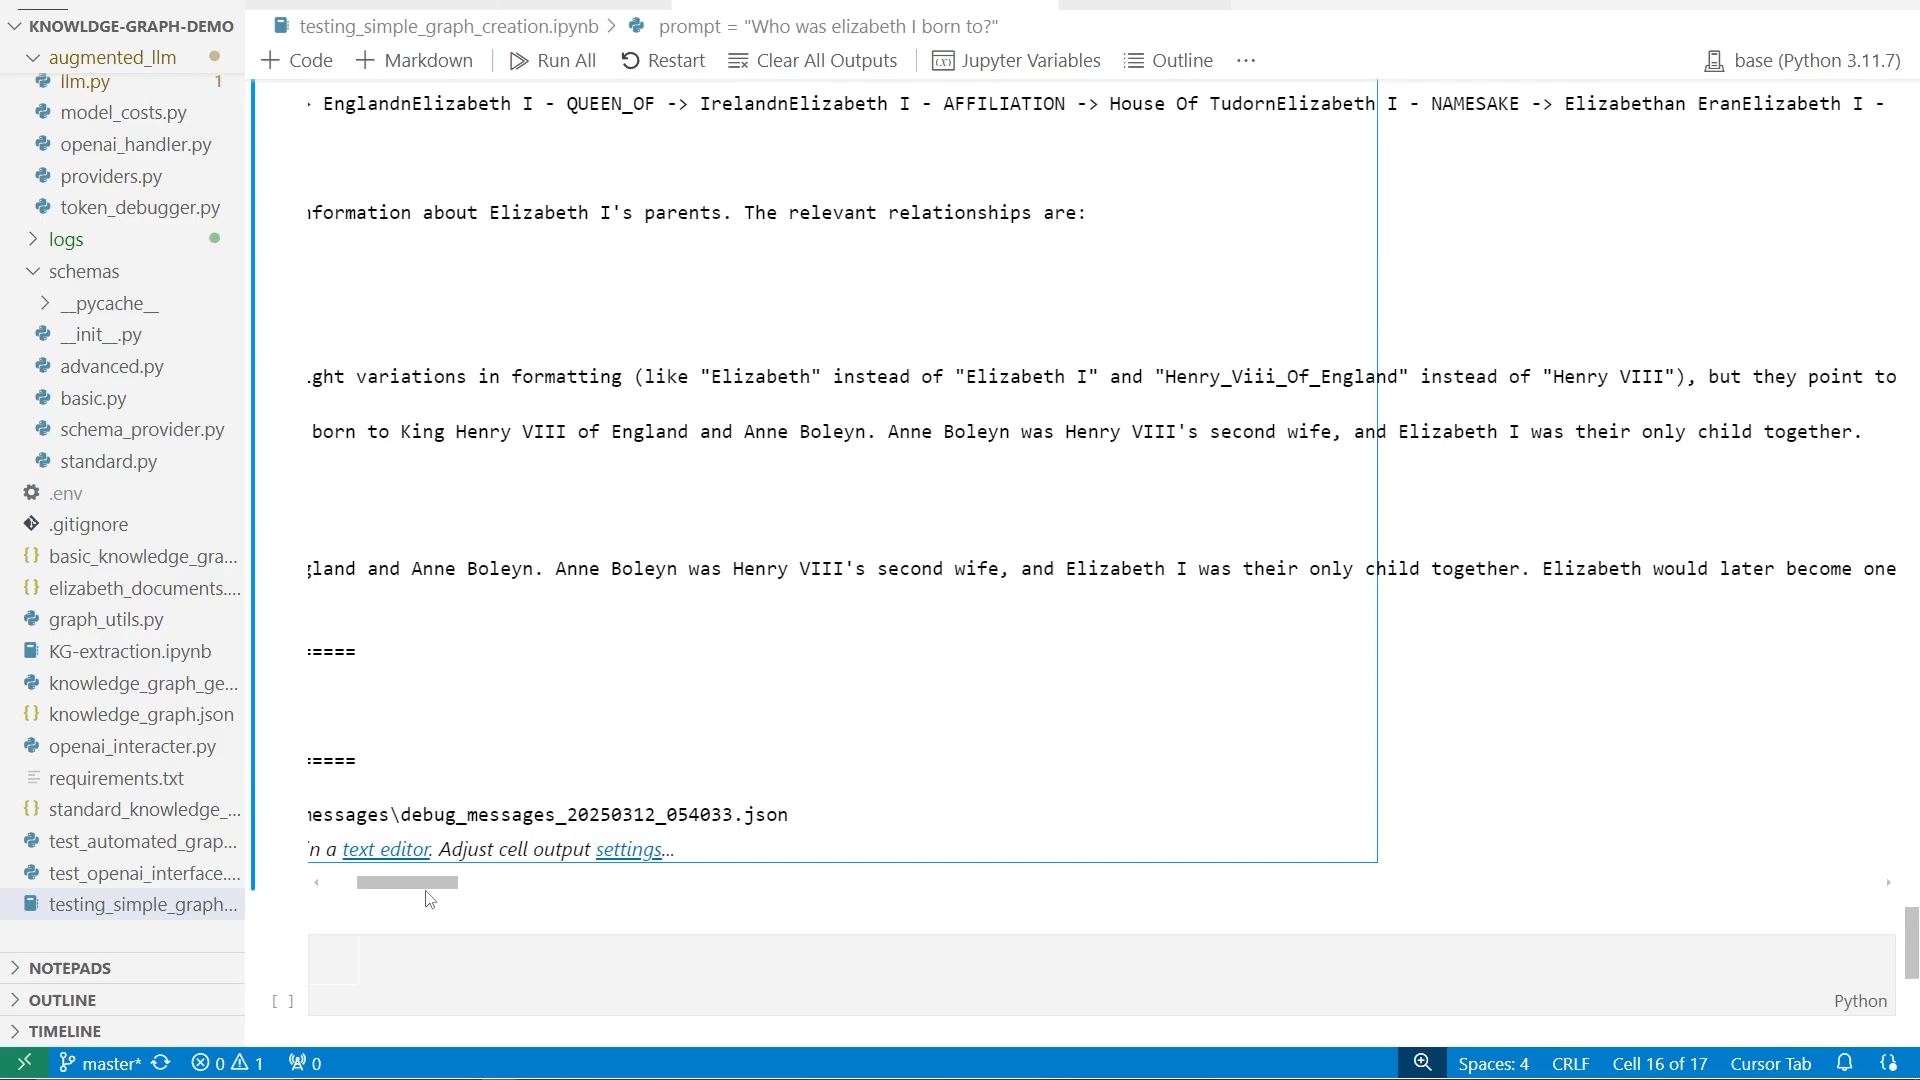 KNOWLDGE-GRAPH-DEMO
augmented_llm
llm.py 1
model_costs.py
openai_handler.py
providers.py
token_debugger.py
logs
schemas
__pycache__
__init__.py
advanced.py
basic.py
schema_provider.py
standard.py
.env
.gitignore
basic_knowledge_gra...
elizabeth_documents....
graph_utils.py
KG-extraction.ipynb
knowledge_graph_ge...
knowledge_graph.json
openai_interacter.py
requirements.txt
standard_knowledge_...
test_automated_grap...
test_openai_interface....
testing_simple_graph...
NOTEPADS
OUTLINE
TIMELINE
testing_simple_graph_creation.ipynb > prompt = "Who was elizabeth I born to?"
+ Code + Markdown Run All Restart Clear All Outputs Jupyter Variables Outline ... base (Python 3.11.7)
> EnglandnElizabeth I - QUEEN_OF -> IrelandnElizabeth I - AFFILIATION -> House Of TudornElizabeth I - NAMESAKE -> Elizabethan EranElizabeth I -
nformation about Elizabeth I's parents. The relevant relationships are:
ght variations in formatting (like "Elizabeth" instead of "Elizabeth I" and "Henry_Viii_Of_England" instead of "Henry VIII"), but they point to
born to King Henry VIII of England and Anne Boleyn. Anne Boleyn was Henry VIII's second wife, and Elizabeth I was their only child together.
gland and Anne Boleyn. Anne Boleyn was Henry VIII's second wife, and Elizabeth I was their only child together. Elizabeth would later become one
=====
=====
messages\debug_messages_20250312_054033.json
in a text editor. Adjust cell output settings...
[ ]
Python
master* 0 1 0 Spaces: 4 CRLF Cell 16 of 17 Cursor Tab